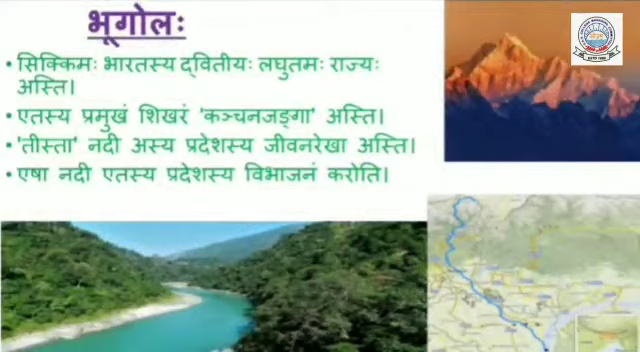 भूगोलः
• सिक्किमः भारतस्य द्वितीयः लघुतमः राज्यः
अस्ति।
• एतस्य प्रमुखं शिखरं 'कञ्चनजङ्गा' अस्ति।
• 'तीस्ता' नदी अस्य प्रदेशस्य जीवनरेखा अस्ति।
• एषा नदी एतस्य प्रदेशस्य विभाजनं करोति।